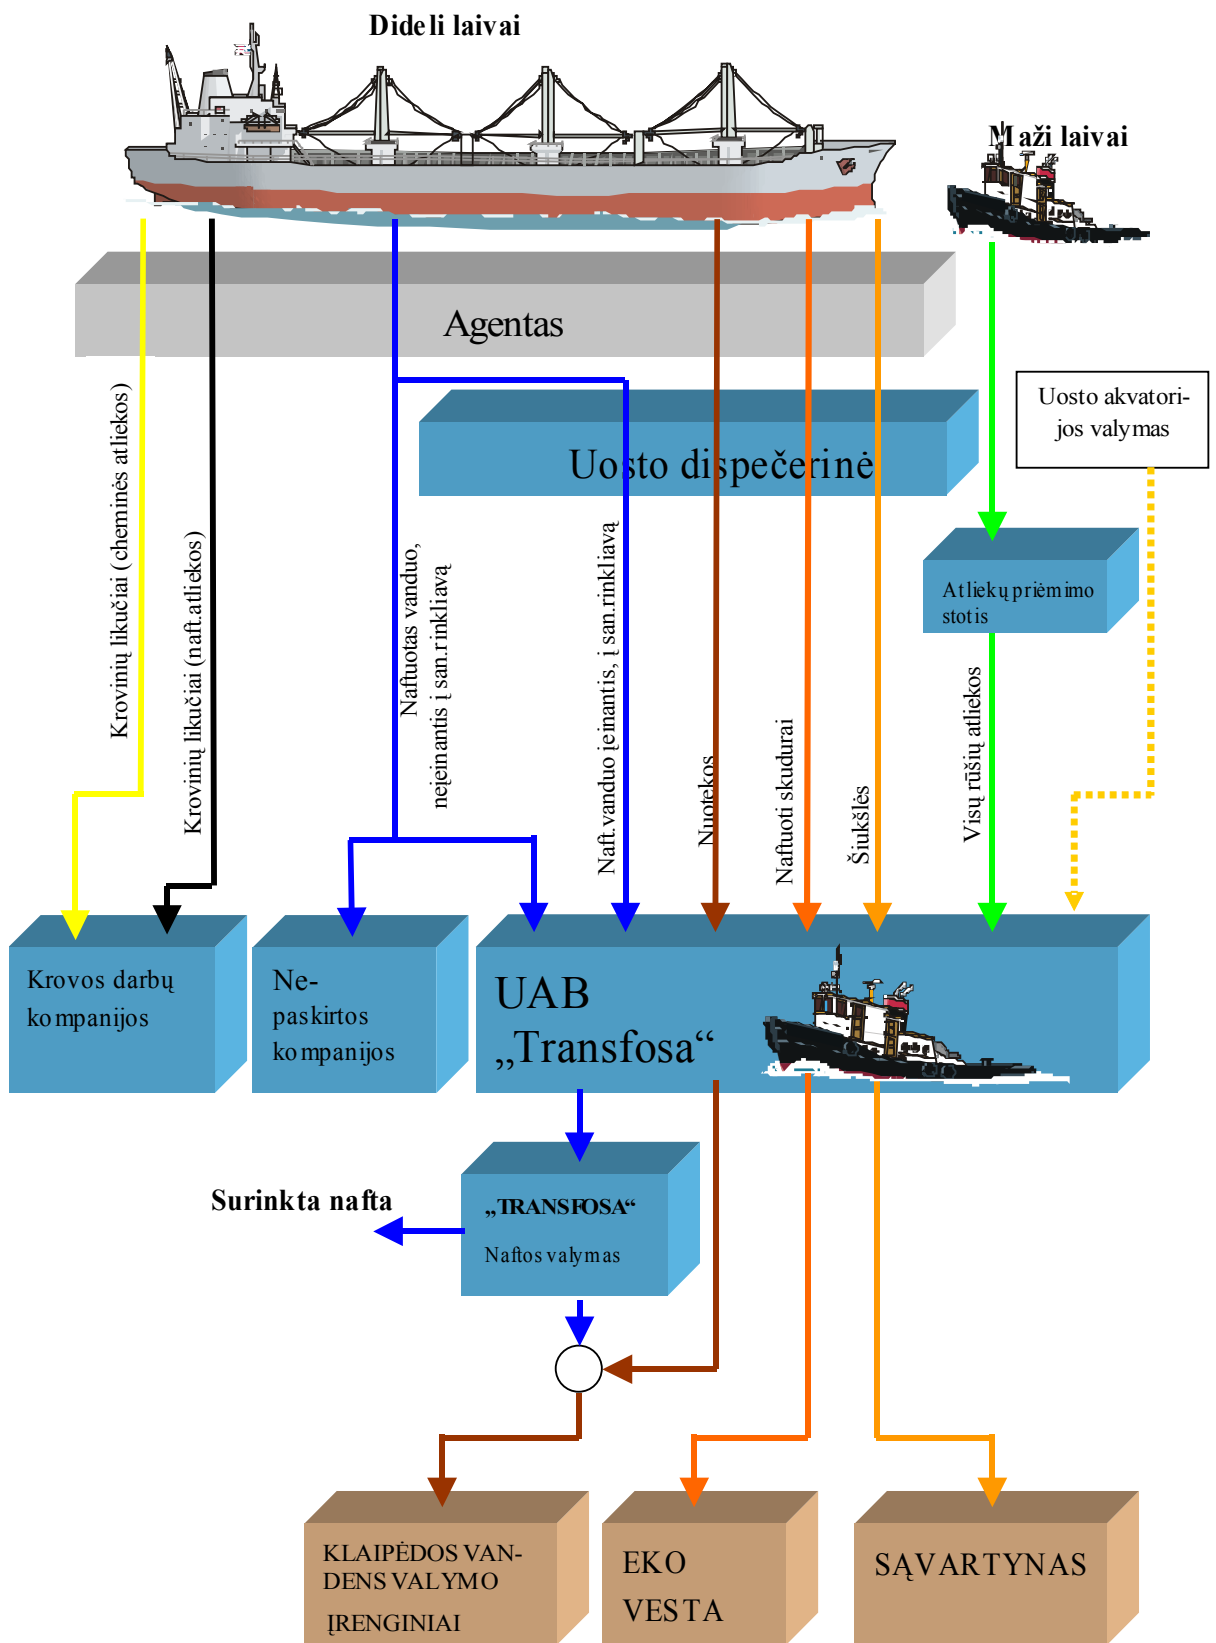 Dideli laivai
Maži laivai
Agentas
Uosto akvatori-
jos valymas
Uosto dispečerinė
Atliekų priėmimo
stotis
Krovinių likučiai (cheminės atliekos)
Krovinių likučiai (naft.atliekos)
Naftuotas vanduo,
neįeinantis į san.rinkliavą
Naft.vanduo įeinantis, į san.rinkliavą
Nuotekos
Naftuoti skudurai
Šiukšlės
Visų rūšių atliekos
Krovos darbų
kompanijos
Ne-
paskirtos
kompanijos
UAB
„Transfosa“
Surinkta nafta
„TRANSFOSA“
Naftos valymas
KLAIPĖDOS VAN-
DENS VALYMO
ĮRENGINIAI
EKO
VESTA
SĄVARTYNAS